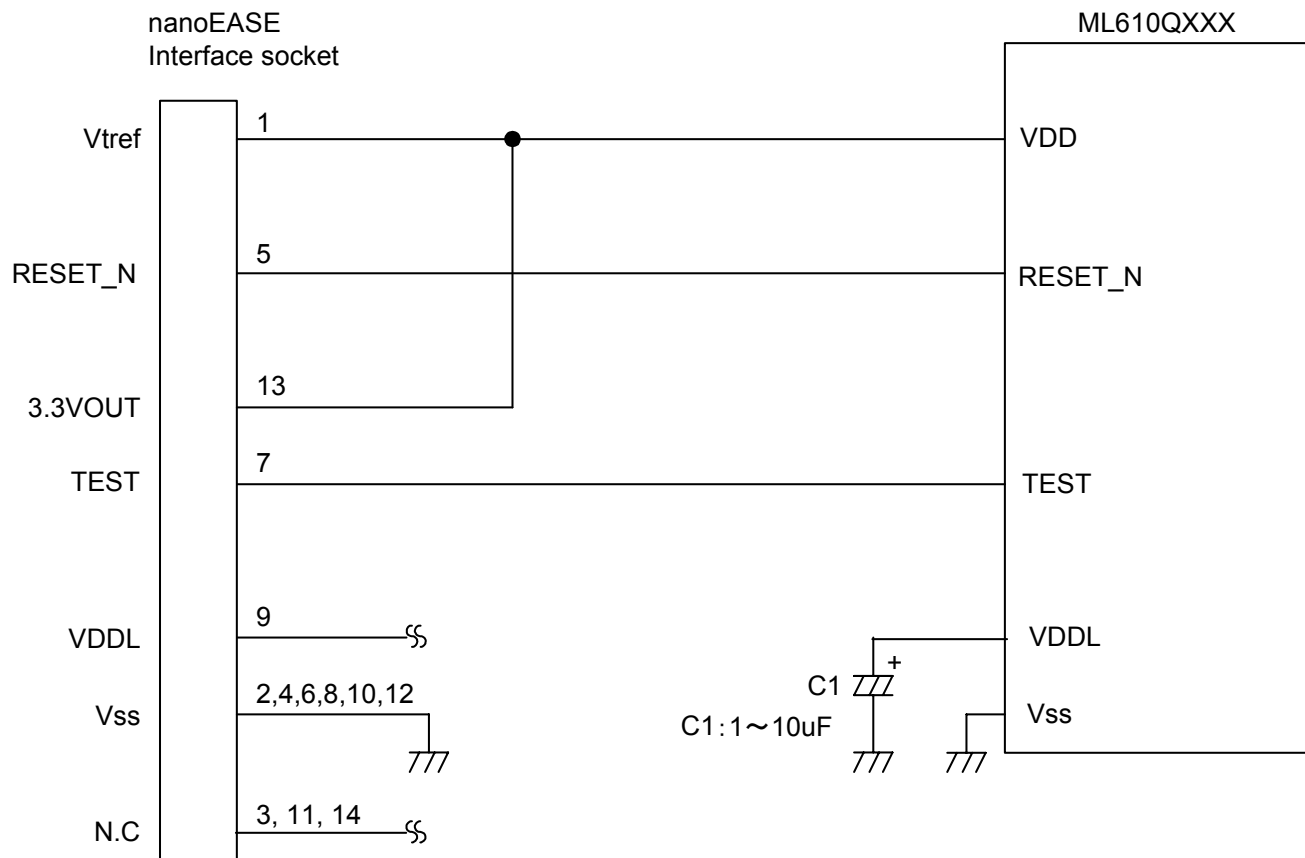 nanoEASE
Interface socket
ML610QXXX
Vtref
1
VDD
RESET_N
5
RESET_N
3.3VOUT
13
TEST
7
TEST
VDDL
9
VDDL
+
C1
C1:1～10uF
Vss
2,4,6,8,10,12
Vss
N.C
3, 11, 14